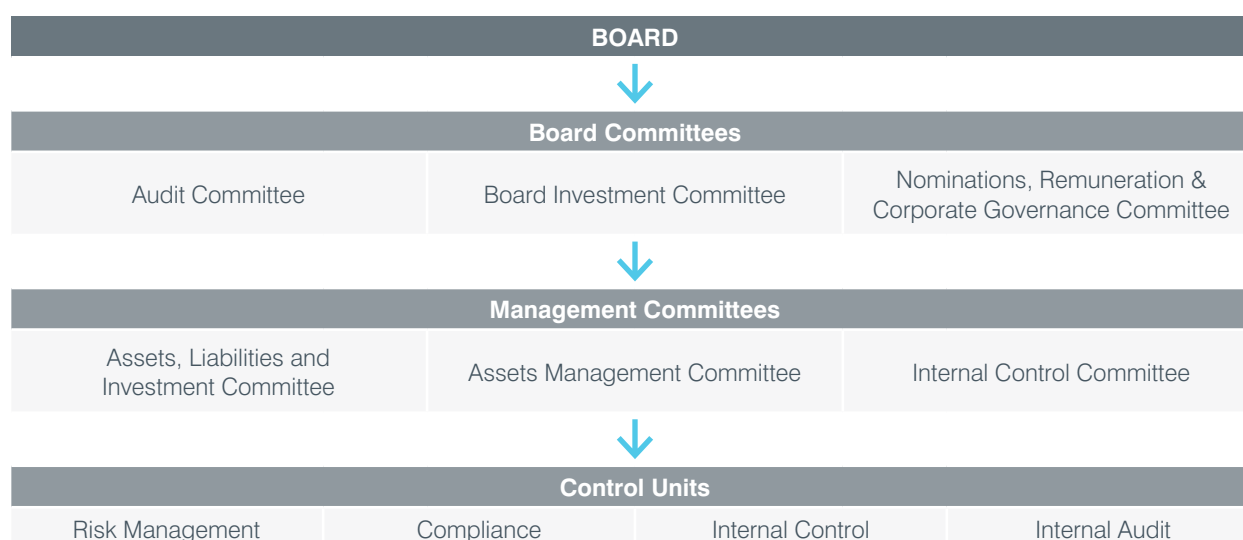 BOARD
Board Committees
Audit Committee
Board Investment Committee
Nominations, Remuneration &
Corporate Governance Committee
Management Committees
Assets, Liabilities and
Investment Committee
Assets Management Committee
Internal Control Committee
Control Units
Risk Management
Compliance
Internal Control
Internal Audit